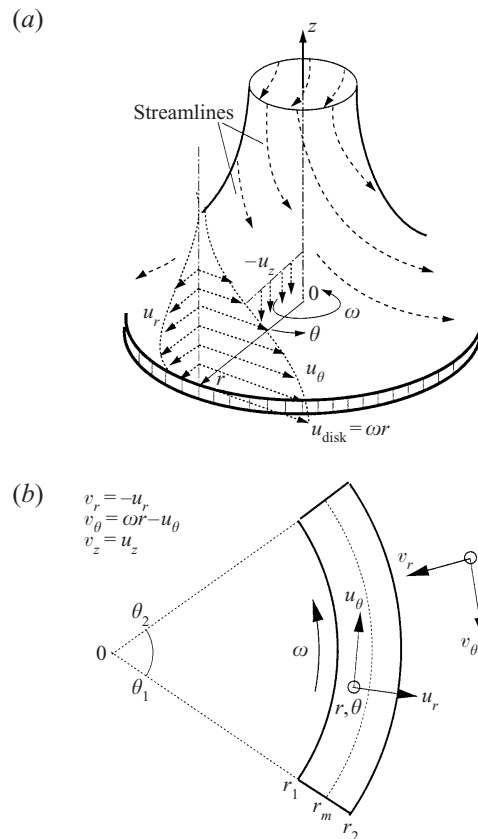 (a)
z
Streamlines
−u_z
0
ω
u_r
θ
r
u_θ
u_disk = ωr
(b)
v_r = −u_r
v_θ = ωr−u_θ
v_z = u_z
v_r
θ_2
u_θ
v_θ
0
ω
θ_1
r, θ
u_r
r_1
r_m
r_2